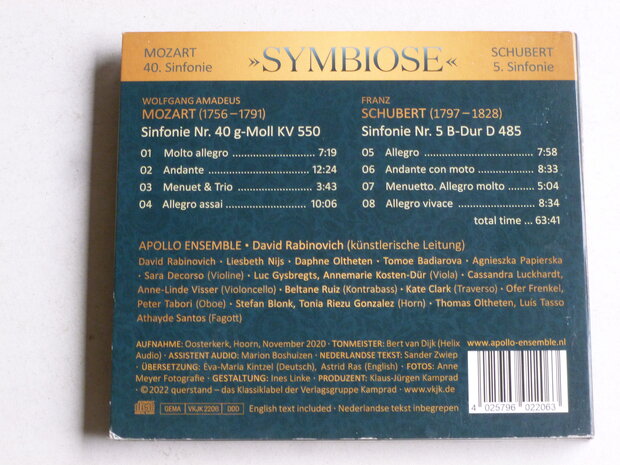 MOZART
40. Sinfonie
»SYMBIOSE«
SCHUBERT
5. Sinfonie
WOLFGANG AMADEUS
MOZART (1756–1791)
Sinfonie Nr. 40 g-Moll KV 550
01 Molto allegro ........................ 7:19
02 Andante ............................... 12:24
03 Menuet & Trio ....................... 3:43
04 Allegro assai ........................ 10:06
FRANZ
SCHUBERT (1797–1828)
Sinfonie Nr. 5 B-Dur D 485
05 Allegro .................................... 7:58
06 Andante con moto ................. 8:33
07 Menuetto. Allegro molto ....... 5:04
08 Allegro vivace ........................ 8:34
total time ... 63:41
APOLLO ENSEMBLE • David Rabinovich (künstlerische Leitung)
David Rabinovich · Liesbeth Nijs · Daphne Oltheten · Tomoe Badiarova · Agnieszka Papierska
· Sara Decorso (Violine) · Luc Gysbregts, Annemarie Kosten-Dür (Viola) · Cassandra Luckhardt,
Anne-Linde Visser (Violoncello) · Beltane Ruiz (Kontrabass) · Kate Clark (Traverso) · Ofer Frenkel,
Peter Tabori (Oboe) · Stefan Blonk, Tonia Riezu Gonzalez (Horn) · Thomas Oltheten, Luís Tasso
Athayde Santos (Fagott)
AUFNAHME: Oosterkerk, Hoorn, November 2020 · TONMEISTER: Bert van Dijk (Helix
Audio) · ASSISTENT AUDIO: Marion Boshuizen · NEDERLANDSE TEKST: Sander Zwiep
· ÜBERSETZUNG: Eva-Maria Kintzel (Deutsch), Astrid Ras (English) · FOTOS: Anne
Meyer Fotografie · GESTALTUNG: Ines Linke · PRODUZENT: Klaus-Jürgen Kamprad
© 2022 querstand – das Klassiklabel der Verlagsgruppe Kamprad · www.vkjk.de
www.apollo-ensemble.nl
GEMA VKJK 2206 DDD
English text included · Nederlandse tekst inbegrepen
4 025796 022063